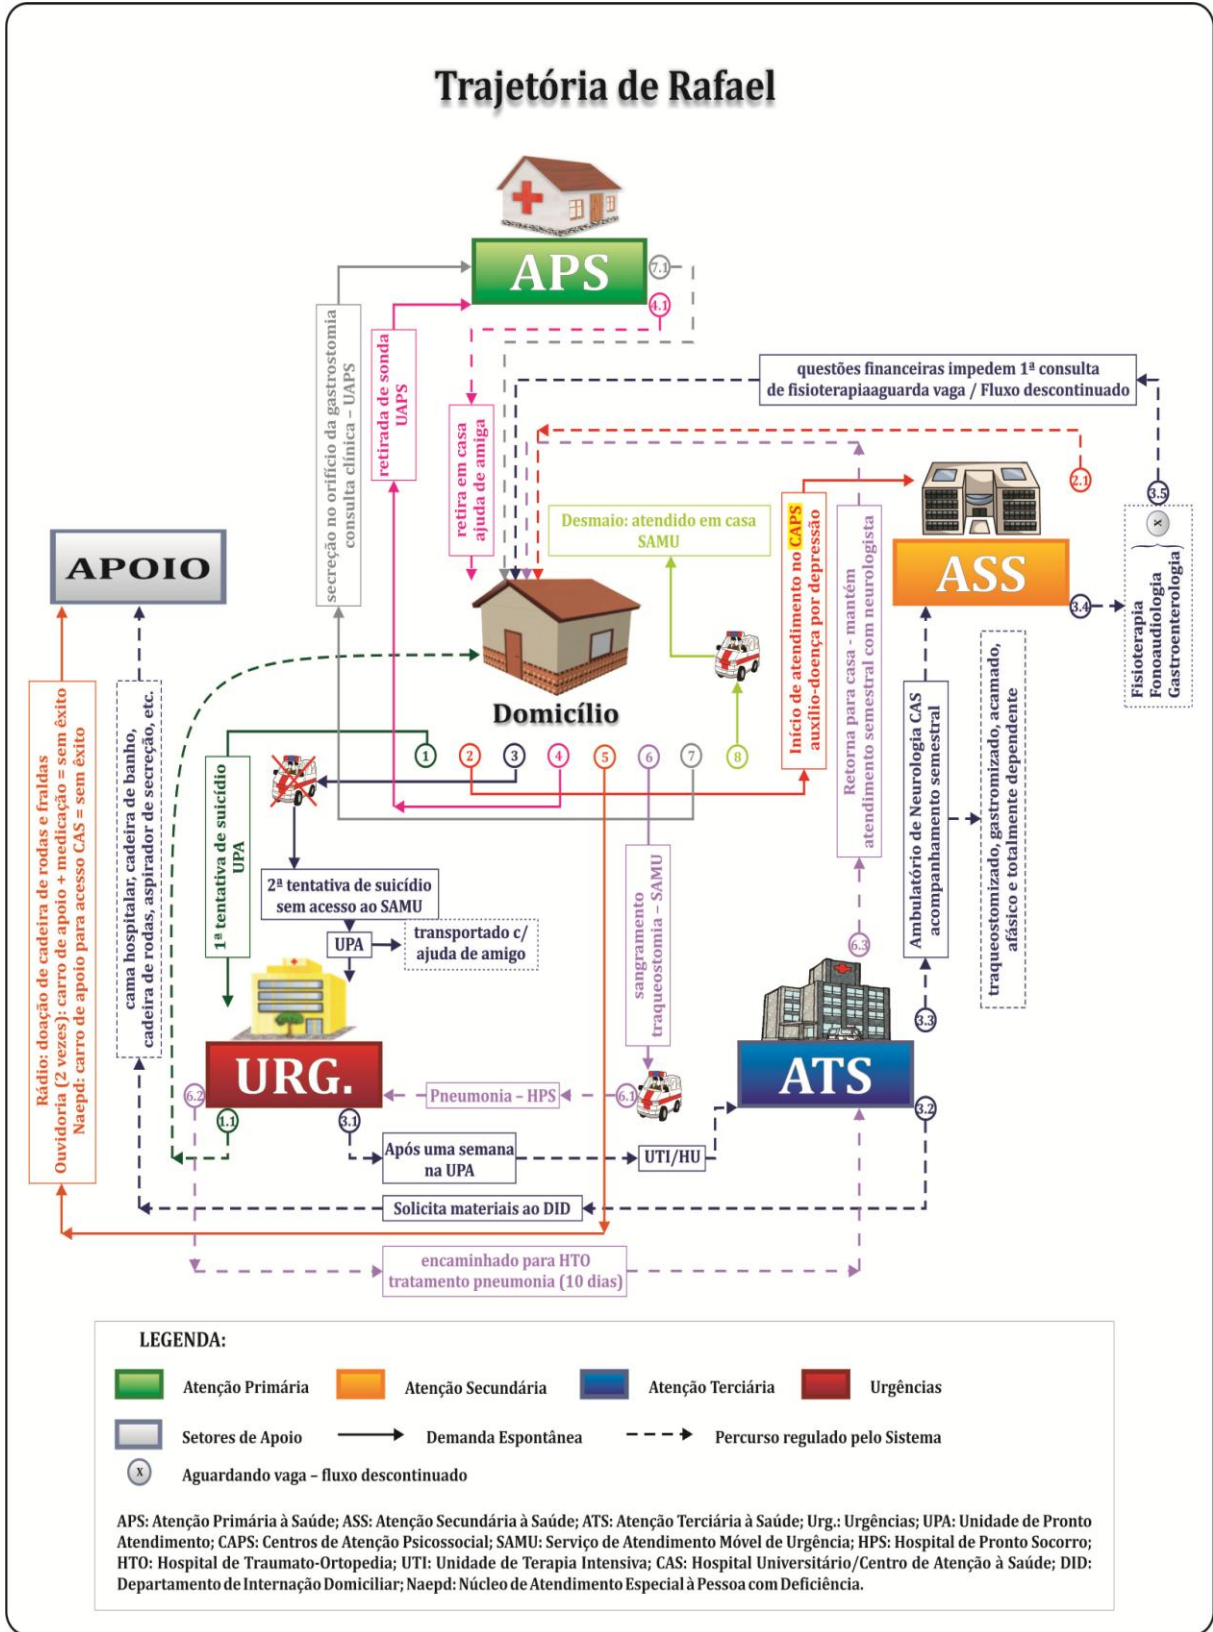 Trajetória de Rafael
APS
7.1
4.1
secreção no orifício da gastrostomia
consulta clínica – UAPS
retirada de sonda
UAPS
retira em casa
ajuda de amiga
questões financeiras impedem 1ª consulta
de fisioterapiaaguarda vaga / Fluxo descontinuado
2.1
3.5
x
Fisioterapia
Fonoaudiologia
Gastroenterologia
ASS
3.4
Desmaio: atendido em casa
SAMU
Início de atendimento no CAPS
auxílio-doença por depressão
Retorna para casa - mantém
atendimento semestral com neurologista
APOIO
Domicílio
1
2
3
4
5
6
7
8
Rádio: doação de cadeira de rodas e fraldas
Ouvidoria (2 vezes): carro de apoio + medicação = sem êxito
Naepd: carro de apoio para acesso CAS = sem êxito
cama hospitalar, cadeira de banho,
cadeira de rodas, aspirador de secreção, etc.
1ª tentativa de suicídio
UPA
2ª tentativa de suicídio
sem acesso ao SAMU
UPA
transportado c/
ajuda de amigo
sangramento
traqueostomia – SAMU
Ambulatório de Neurologia CAS
acompanhamento semestral
traqueostomizado, gastromizado, acamado,
afásico e totalmente dependente
6.3
3.3
URG.
ATS
6.2
1.1
3.1
Pneumonia – HPS
6.1
3.2
Após uma semana
na UPA
UTI/HU
Solicita materiais ao DID
encaminhado para HTO
tratamento pneumonia (10 dias)
LEGENDA:
Atenção Primária
Atenção Secundária
Atenção Terciária
Urgências
Setores de Apoio
Demanda Espontânea
Percurso regulado pelo Sistema
X
Aguardando vaga – fluxo descontinuado
APS: Atenção Primária à Saúde; ASS: Atenção Secundária à Saúde; ATS: Atenção Terciária à Saúde; Urg.: Urgências; UPA: Unidade de Pronto
Atendimento; CAPS: Centros de Atenção Psicossocial; SAMU: Serviço de Atendimento Móvel de Urgência; HPS: Hospital de Pronto Socorro;
HTO: Hospital de Traumato-Ortopedia; UTI: Unidade de Terapia Intensiva; CAS: Hospital Universitário/Centro de Atenção à Saúde; DID:
Departamento de Internação Domiciliar; Naepd: Núcleo de Atendimento Especial à Pessoa com Deficiência.